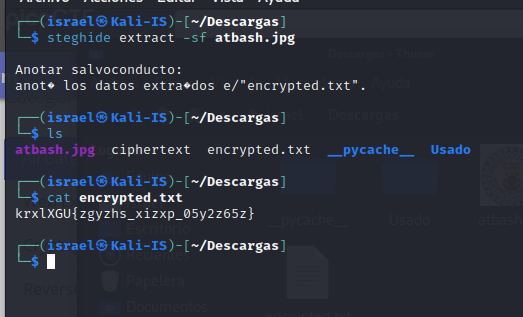 Archivo Acciones Editar Vista Ayuda
┌──(israel㉿Kali-IS)-[~/Descargas]
└─$ steghide extract -sf atbash.jpg
Anotar salvoconducto:
anot� los datos extra�dos e/"encrypted.txt".
┌──(israel㉿Kali-IS)-[~/Descargas]
└─$ ls
atbash.jpg ciphertext encrypted.txt __pycache__ Usado
┌──(israel㉿Kali-IS)-[~/Descargas]
└─$ cat encrypted.txt
krxlXGU{zgyzhs_xizxp_05y2z65z}
┌──(israel㉿Kali-IS)-[~/Descargas]
└─$
__pycache__
Usado
Escritorio
Recientes
Papelera
Documentos